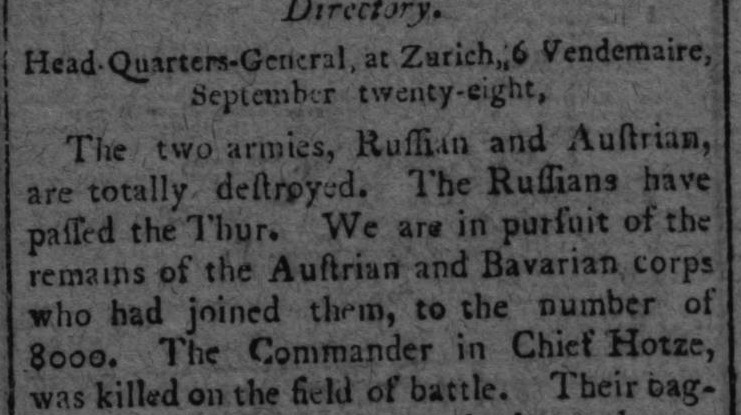 Directory.
Head-Quarters-General, at Zurich, 6 Vendemaire,
September twenty-eight,
The two armies, Ruſſian and Auſtrian,
are totally deſtroyed. The Ruſſians have
paſſed the Thur. We are in purſuit of the
remains of the Auſtrian and Bavarian corps
who had joined them, to the number of
8000. The Commander in Chief Hotze,
was killed on the field of battle. Their bag-